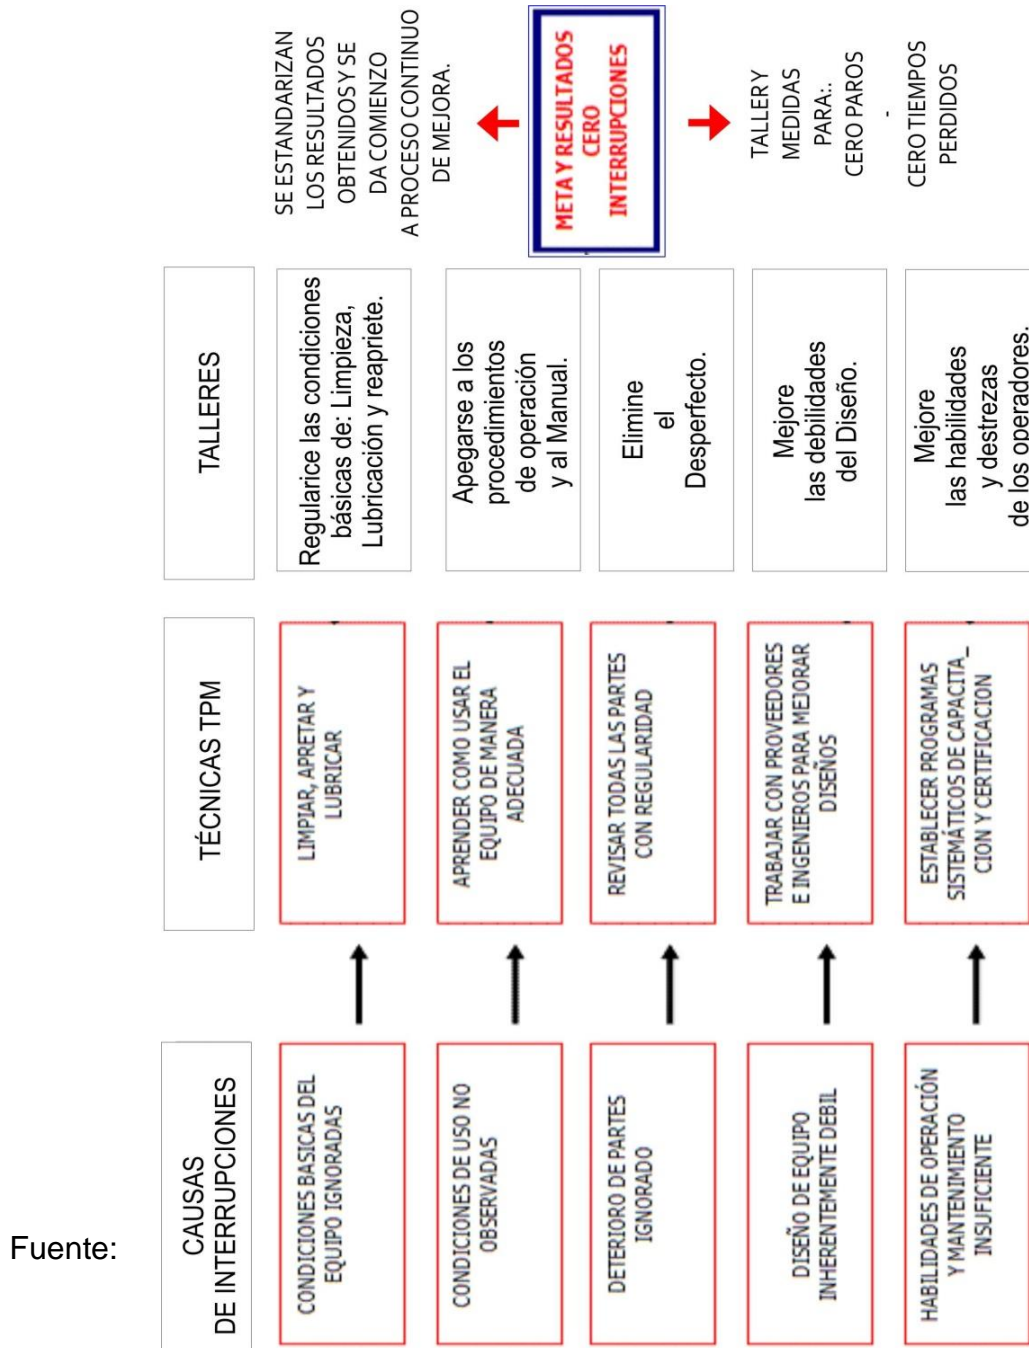 Fuente:
CAUSAS
DE INTERRUPCIONES
TÉCNICAS TPM
TALLERES
CONDICIONES BASICAS DEL
EQUIPO IGNORADAS
LIMPIAR, APRETAR Y
LUBRICAR
Regularice las condiciones
básicas de: Limpieza,
Lubricación y reapriete.
CONDICIONES DE USO NO
OBSERVADAS
APRENDER COMO USAR EL
EQUIPO DE MANERA
ADECUADA
Apegarse a los
procedimientos
de operación
y al Manual.
DETERIORO DE PARTES
IGNORADO
REVISAR TODAS LAS PARTES
CON REGULARIDAD
Elimine
el
Desperfecto.
DISEÑO DE EQUIPO
INHERENTEMENTE DEBIL
TRABAJAR CON PROVEEDORES
E INGENIEROS PARA MEJORAR
DISEÑOS
Mejore
las debilidades
del Diseño.
HABILIDADES DE OPERACIÓN
Y MANTENIMIENTO
INSUFICIENTE
ESTABLECER PROGRAMAS
SISTEMÁTICOS DE CAPACITA_
CION Y CERTIFICACION
Mejore
las habilidades
y destrezas
de los operadores.
SE ESTANDARIZAN
LOS RESULTADOS
OBTENIDOS Y SE
DA COMIENZO
A PROCESO CONTINUO
DE MEJORA.
META Y RESULTADOS
CERO
INTERRUPCIONES
TALLER Y
MEDIDAS
PARA:.
CERO PAROS
-
CERO TIEMPOS
PERDIDOS